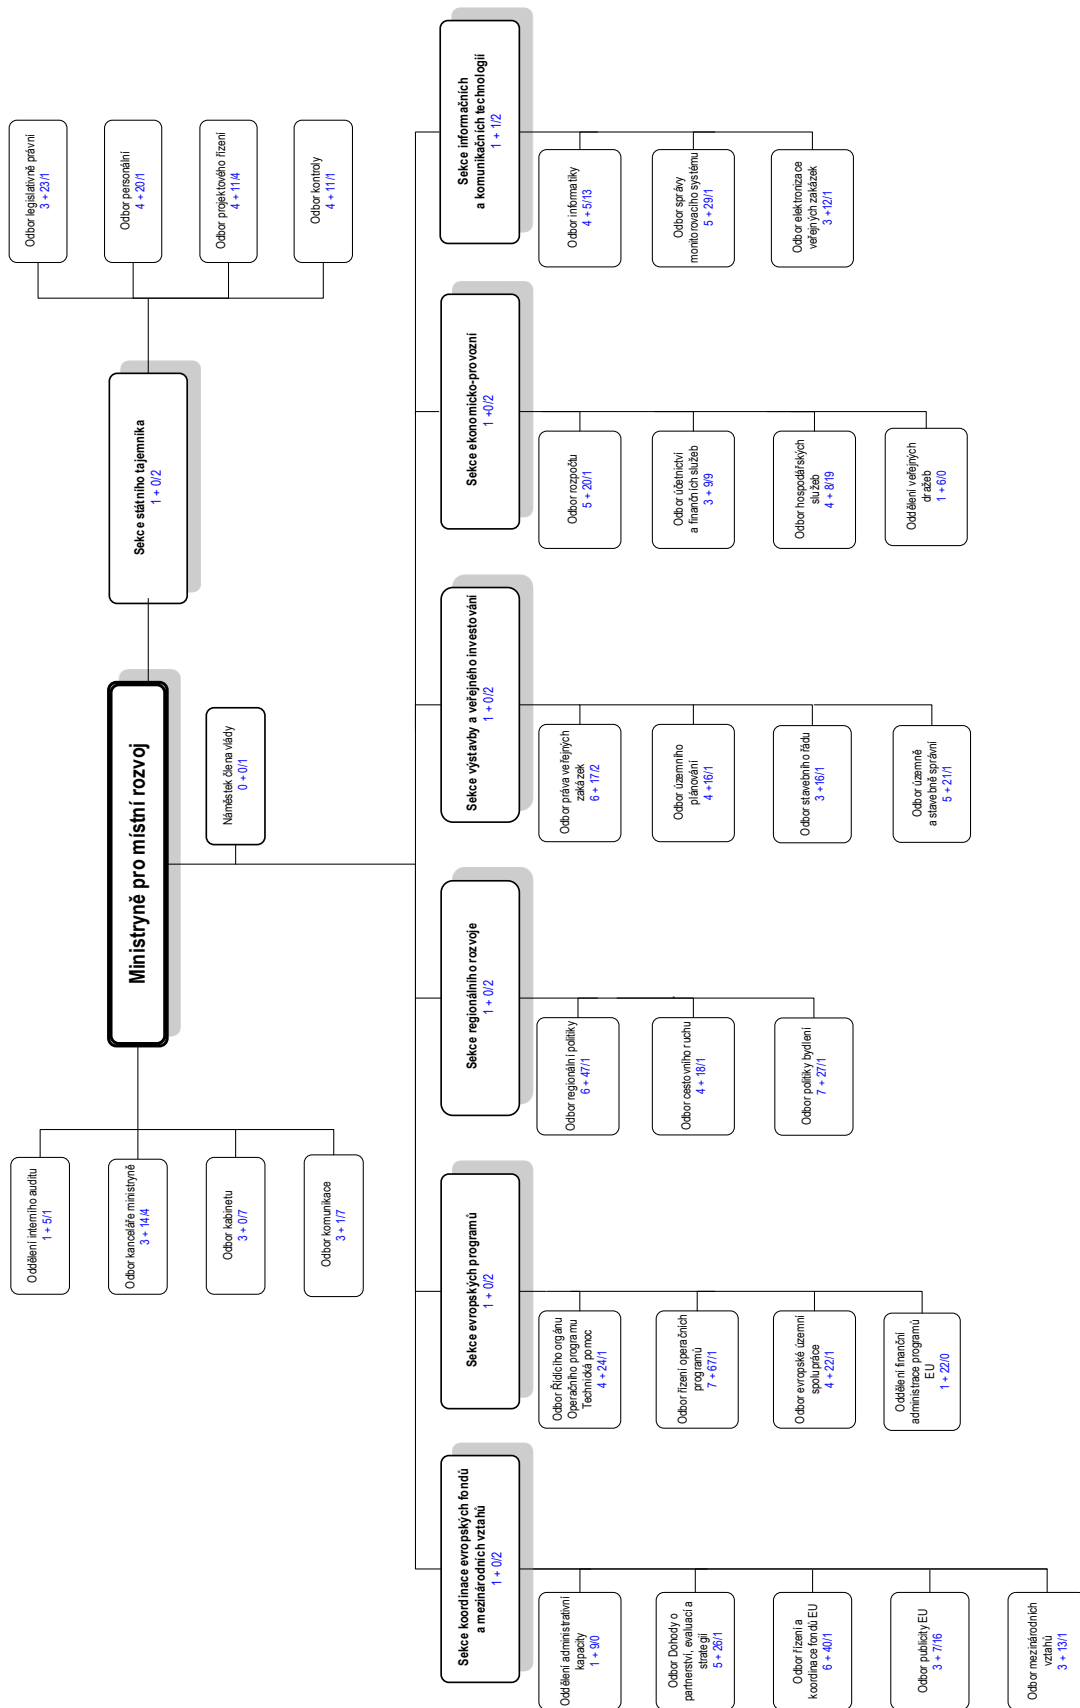 Ministryně pro místní rozvoj
Sekce státního tajemníka
1 + 0/2
Odbor legislativně právní
3 + 23/1
Odbor personální
4 + 20/1
Odbor projektového řízení
4 + 11/4
Odbor kontroly
4 + 11/1
Oddělení interního auditu
1 + 5/1
Odbor kanceláře ministryně
3 + 14/4
Odbor kabinetu
3 + 0/7
Odbor komunikace
3 + 1/7
Náměstek člena vlády
0 + 0/1
Sekce koordinace evropských fondů
a mezinárodních vztahů
1 + 0/2
Oddělení administrativní
kapacity
1 + 9/0
Odbor Dohody o
partnerství, evaluací a
strategií
5 + 26/1
Odbor řízení a
koordinace fondů EU
6 + 40/1
Odbor publicity EU
3 + 7/16
Odbor mezinárodních
vztahů
3 + 13/1
Sekce evropských programů
1 + 0/2
Odbor Řídicího orgánu
Operačního programu
Technická pomoc
4 + 24/1
Odbor řízení operačních
programů
7 + 67/1
Odbor evropské územní
spolupráce
4 + 22/1
Oddělení finanční
administrace programů
EU
1 + 22/0
Sekce regionálního rozvoje
1 + 0/2
Odbor regionální politiky
6 + 47/1
Odbor cestovního ruchu
4 + 18/1
Odbor politiky bydlení
7 + 27/1
Sekce výstavby a veřejného investování
1 + 0/2
Odbor práva veřejných
zakázek
6 + 17/2
Odbor územního
plánování
4 +16/1
Odbor stavebního řádu
3 +16/1
Odbor územně
a stavebně správní
5 + 21/1
Sekce ekonomicko-provozní
1 +0/2
Odbor rozpočtu
5 + 20/1
Odbor účetnictví
a finančních služeb
3 + 9/9
Odbor hospodářských
služeb
4 + 8/19
Oddělení veřejných
dražeb
1 + 6/0
Sekce informačních
a komunikačních technologií
1 + 1/2
Odbor informatiky
4 + 5/13
Odbor správy
monitorovacího systému
5 + 29/1
Odbor elektronizace
veřejných zakázek
3 +12/1